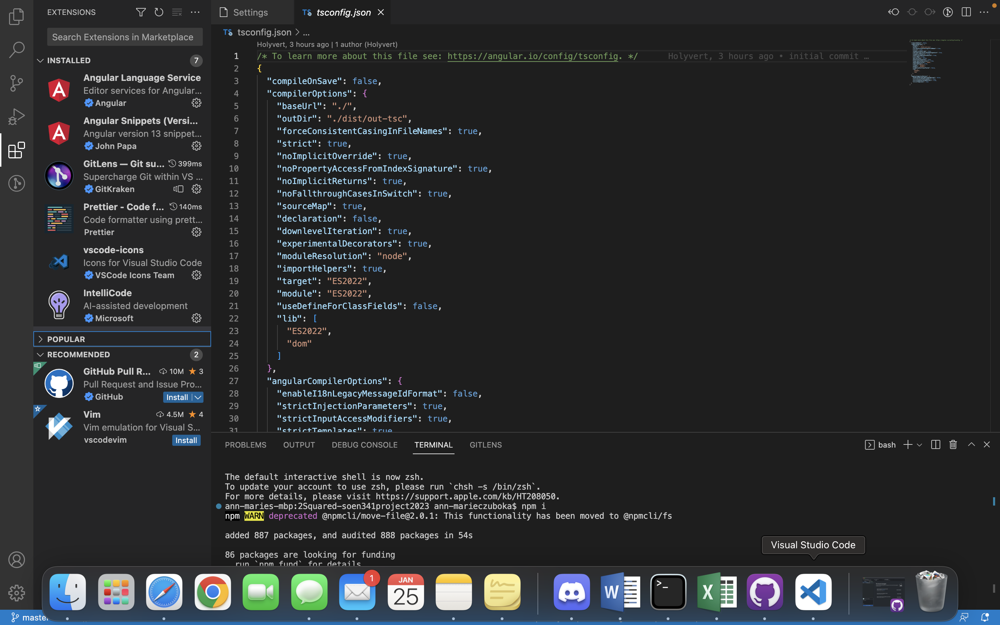 EXTENSIONS
Search Extensions in Marketplace
INSTALLED 7
Angular Language Service
Editor services for Angular...
Angular
Angular Snippets (Versi...
Angular version 13 snippet...
John Papa
GitLens — Git su... 399ms
Supercharge Git within VS ...
GitKraken
Prettier - Code f... 140ms
Code formatter using prett...
Prettier
vscode-icons
Icons for Visual Studio Code
VSCode Icons Team
IntelliCode
AI-assisted development
Microsoft
POPULAR
RECOMMENDED 2
GitHub Pull R... 10M 3
Pull Request and Issue Pro...
GitHub Install
Vim 4.5M 4
Vim emulation for Visual S...
vscodevim Install
Settings
TS tsconfig.json
TS tsconfig.json > ...
Holyvert, 3 hours ago | 1 author (Holyvert)
1 /* To learn more about this file see: https://angular.io/config/tsconfig. */ Holyvert, 3 hours ago • initial commit …
2 {
3 "compileOnSave": false,
4 "compilerOptions": {
5 "baseUrl": "./",
6 "outDir": "./dist/out-tsc",
7 "forceConsistentCasingInFileNames": true,
8 "strict": true,
9 "noImplicitOverride": true,
10 "noPropertyAccessFromIndexSignature": true,
11 "noImplicitReturns": true,
12 "noFallthroughCasesInSwitch": true,
13 "sourceMap": true,
14 "declaration": false,
15 "downlevelIteration": true,
16 "experimentalDecorators": true,
17 "moduleResolution": "node",
18 "importHelpers": true,
19 "target": "ES2022",
20 "module": "ES2022",
21 "useDefineForClassFields": false,
22 "lib": [
23 "ES2022",
24 "dom"
25 ]
26 },
27 "angularCompilerOptions": {
28 "enableI18nLegacyMessageIdFormat": false,
29 "strictInjectionParameters": true,
30 "strictInputAccessModifiers": true,
31 "strictTemplates": true
PROBLEMS OUTPUT DEBUG CONSOLE TERMINAL GITLENS
bash
The default interactive shell is now zsh.
To update your account to use zsh, please run `chsh -s /bin/zsh`.
For more details, please visit https://support.apple.com/kb/HT208050.
ann-maries-mbp:2Squared-soen341project2023 ann-marieczuboka$ npm i
npm WARN deprecated @npmcli/move-file@2.0.1: This functionality has been moved to @npmcli/fs
added 887 packages, and audited 888 packages in 54s
86 packages are looking for funding
run `npm fund` for details
Visual Studio Code
1
JAN
25
W
>_
X
master